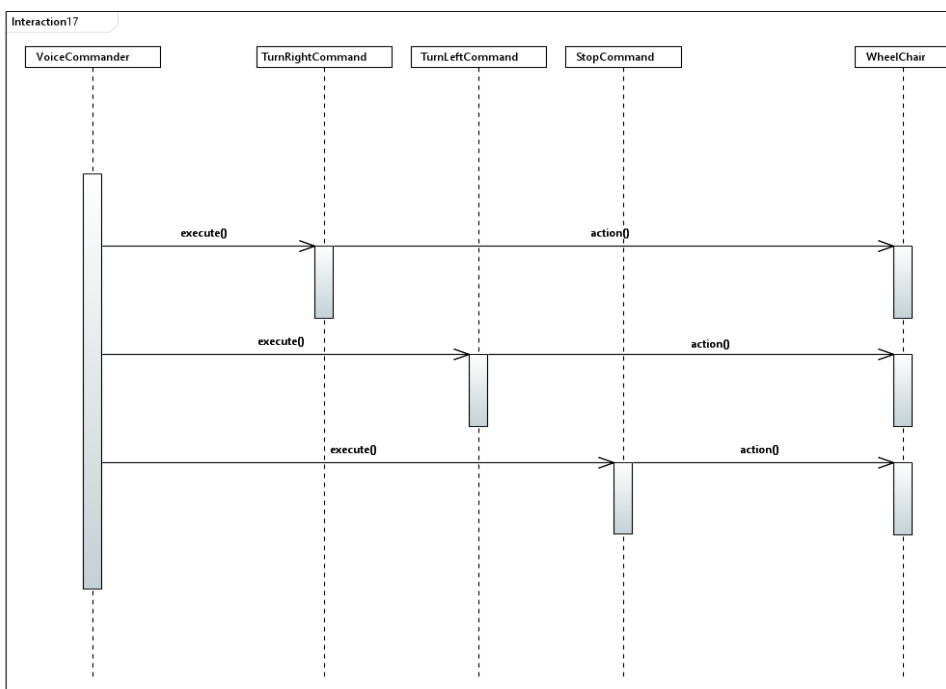 Interaction17
VoiceCommander
TurnRightCommand
TurnLeftCommand
StopCommand
WheelChair
execute()
action()
execute()
action()
execute()
action()